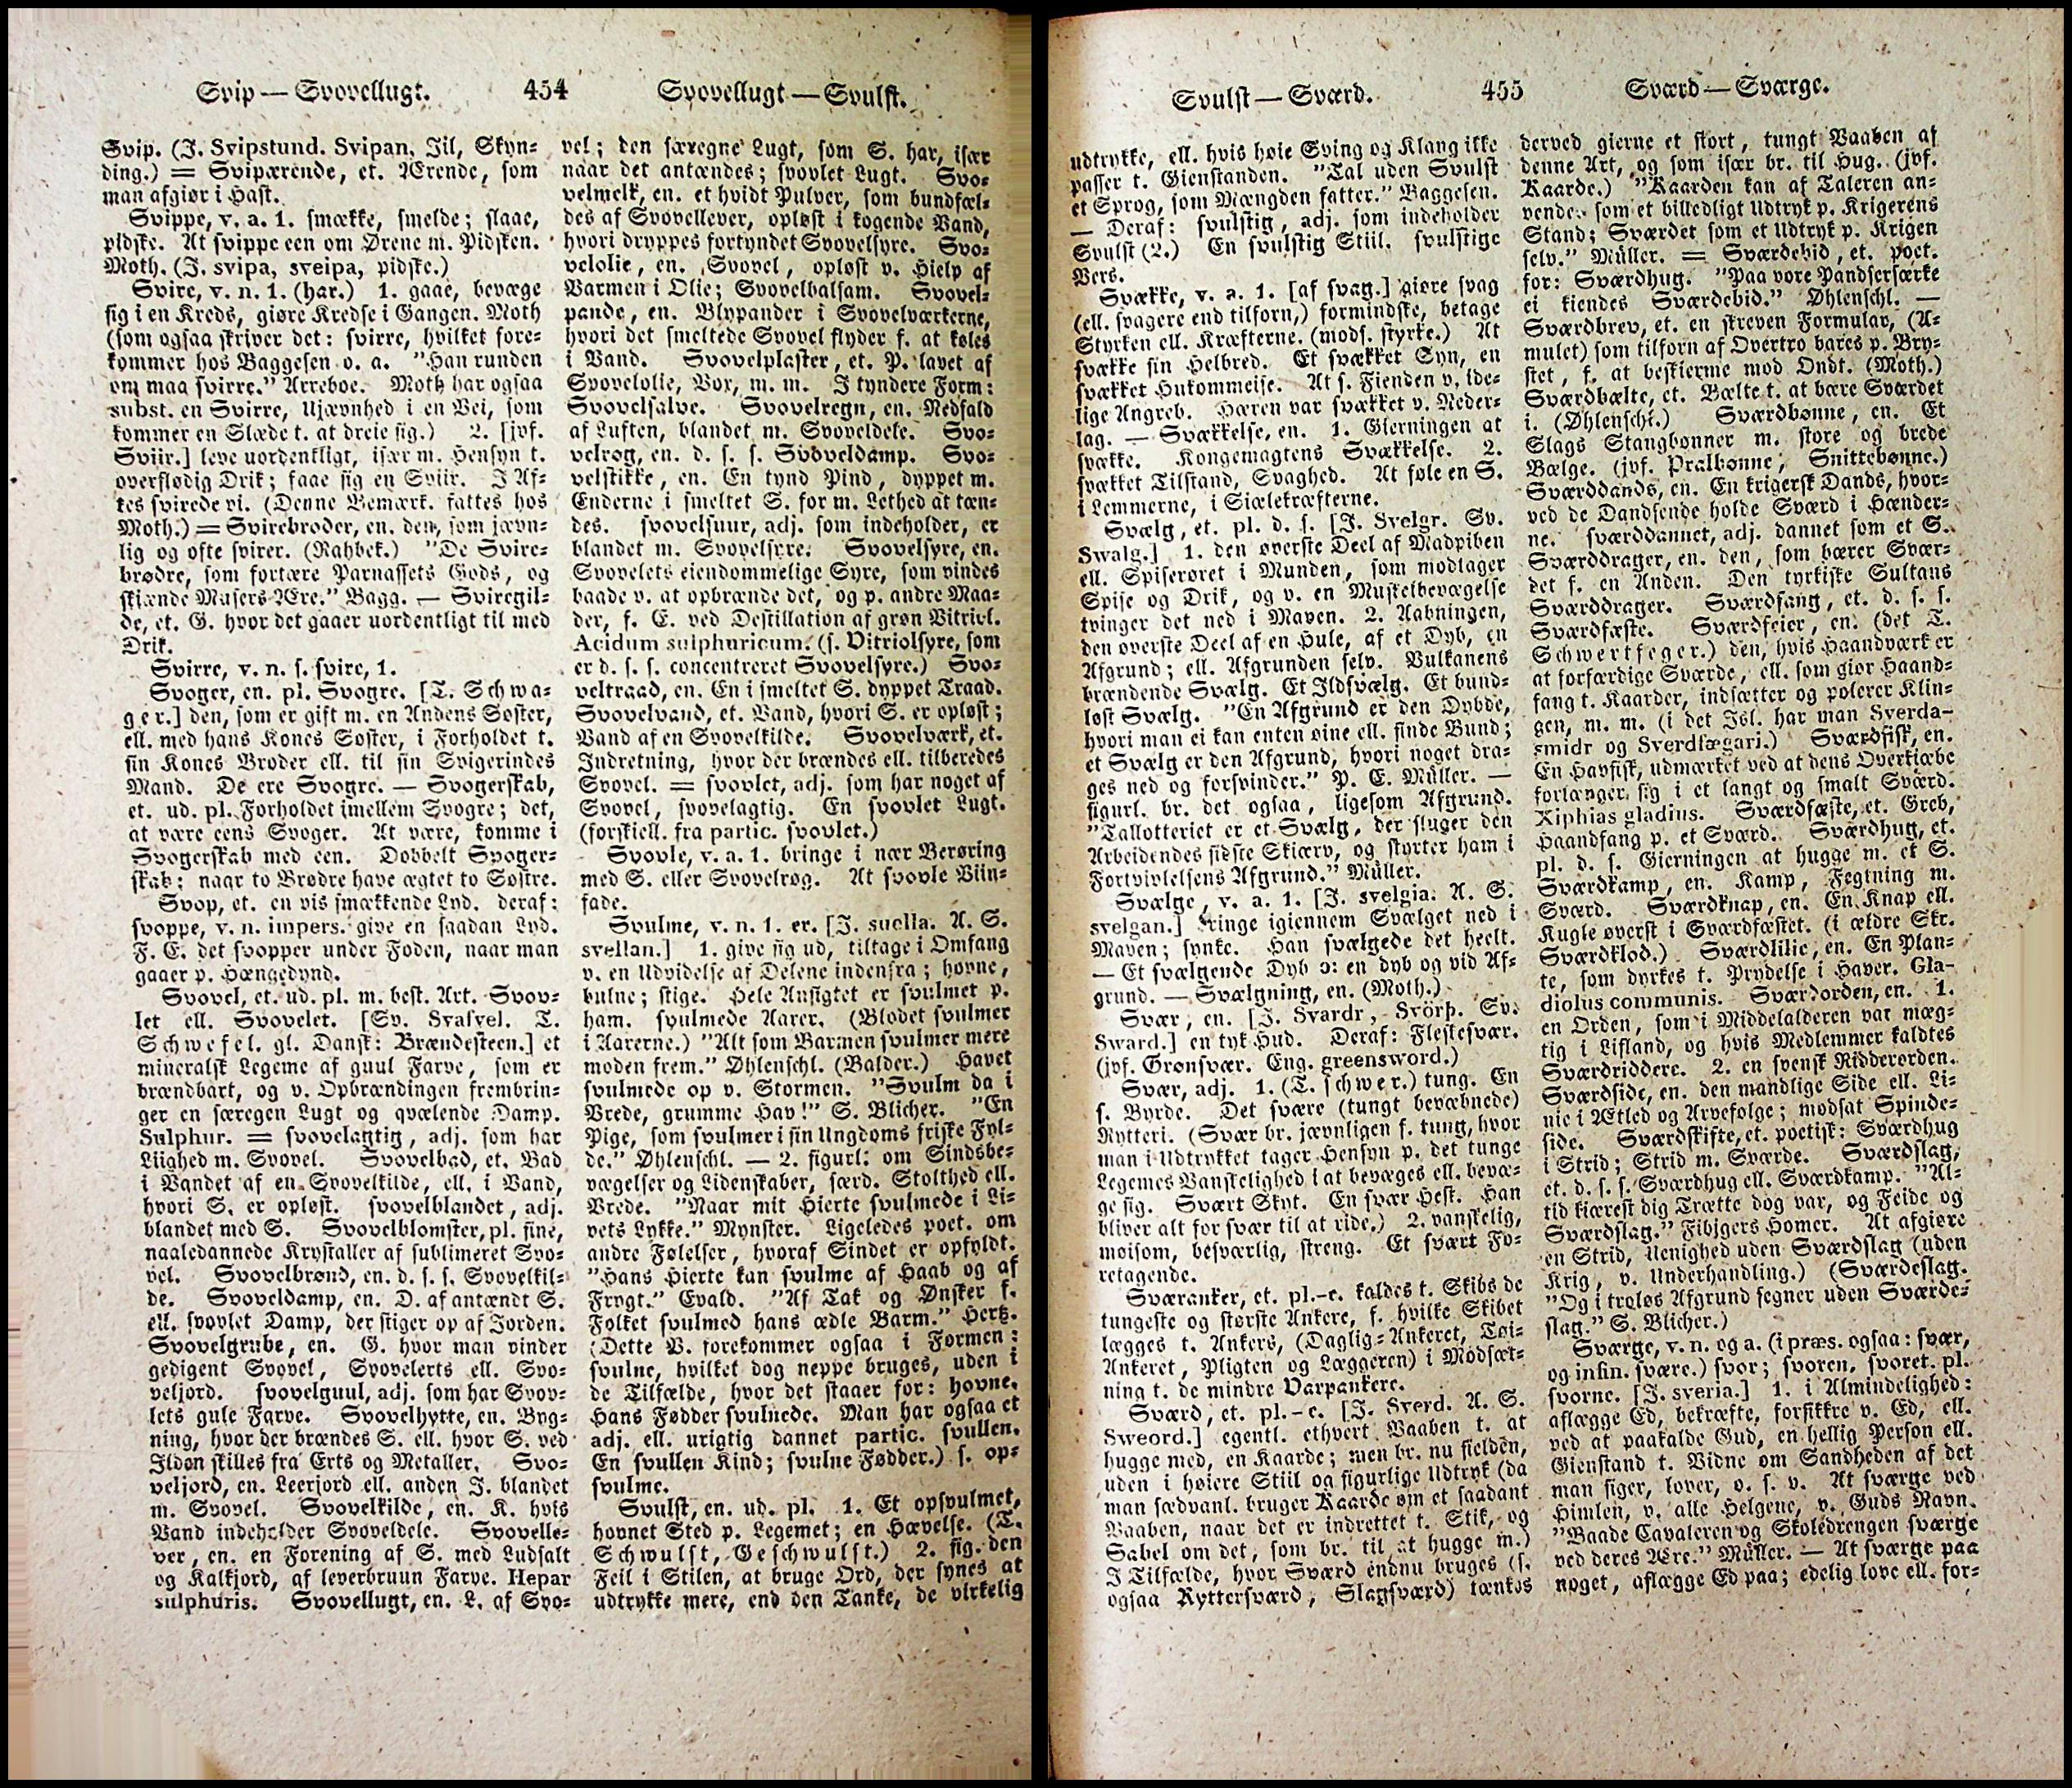 Svip — Svovellugt.
454
Svovellugt — Svulst.
Svip. (J. Svipstund. Svipan, Jil, Skyn-
ding.) = Svipærende, et. Ærende, som
man afgiør i Hast.
Svippe, v. a. 1. smække, smelde; slaae,
pidske. At svippe een om Ørene m. Pidsken.
Moth. (J. svipa, sveipa, pidske.)
Svire, v. n. 1. (har.) 1. gaae, bevæge
sig i en Kreds, giøre Kredse i Gangen. Moth
(som ogsaa skriver det: svirre, hvilket fore-
kommer hos Baggesen o. a. "Han runden
om maa svirre." Arreboe. Moth har ogsaa
subst. en Svirre, Ujævnhed i en Vei, som
kommer en Slæde t. at dreie sig.) 2. [jvf.
Sviir.] leve uordentligt, især m. Hensyn t.
overflødig Drik; faae sig en Sviir. I Af-
tes svirede vi. (Denne Bemærk. fattes hos
Moth.) = Svirebroder, en. den, som jævn-
lig og ofte svirer. (Rahbek.) "De Svire-
brødre, som fortære Parnassets Gods, og
skiænde Musers Ære." Bagg. — Sviregil-
de, et. G. hvor det gaaer uordentligt til med
Drik.
Svirre, v. n. s. svire, 1.
Svoger, en. pl. Svogre. [T. Schwa-
ger.] den, som er gift m. en Andens Søster,
ell. med hans Kones Søster, i Forholdet t.
sin Kones Broder ell. til sin Svigerindes
Mand. De ere Svogre. — Svogerskab,
et. ud. pl. Forholdet imellem Svogre; det,
at være eens Svoger. At være, komme i
Svogerskab med een. Dobbelt Svoger-
skab: naar to Brødre have ægtet to Søstre.
Svop, et. en vis smækkende Lyd. deraf:
svoppe, v. n. impers. give en saadan Lyd.
F. E. det svopper under Foden, naar man
gaaer p. Hængedynd.
Svovel, et. ud. pl. m. best. Art. Svov-
let ell. Svovelet. [Sv. Svafvel. T.
Schwefel. gl. Dansk: Brændesteen.] et
mineralsk Legeme af guul Farve, som er
brændbart, og v. Opbrændingen frembrin-
ger en særegen Lugt og qvælende Damp.
Sulphur. = svovelagtig, adj. som har
Liighed m. Svovel. Svovelbad, et. Bad
i Vandet af en Svovelkilde, ell. i Vand,
hvori S. er opløst. svovelblandet, adj.
blandet med S. Svovelblomster, pl. fine,
naaledannede Krystaller af sublimeret Svo-
vel. Svovelbrønd, en. d. s. s. Svovelkil-
de. Svoveldamp, en. D. af antændt S.
ell. svovlet Damp, der stiger op af Jorden.
Svovelgrube, en. G. hvor man vinder
gedigent Svovel, Svovelerts ell. Svo-
veljord. svovelguul, adj. som har Svov-
lets gule Farve. Svovelhytte, en. Byg-
ning, hvor der brændes S. ell. hvor S. ved
Ilden skilles fra Erts og Metaller. Svo-
veljord, en. Leerjord ell. anden J. blandet
m. Svovel. Svovelkilde, en. K. hvis
Vand indeholder Svoveldele. Svovelle-
ver, en. en Forening af S. med Ludsalt
og Kalkjord, af leverbruun Farve. Hepar
sulphuris. Svovellugt, en. L. af Svo-
vel; den særegne Lugt, som S. har, især
naar det antændes; svovlet Lugt. Svo-
velmelk, en. et hvidt Pulver, som bundfæl-
des af Svovellever, opløst i kogende Vand,
hvori dryppes fortyndet Svovelsyre. Svo-
velolie, en. Svovel, opløst v. Hielp af
Varmen i Olie; Svovelbalsam. Svovel-
pande, en. Blypander i Svovelværkerne,
hvori det smeltede Svovel flyder f. at køles
i Vand. Svovelplaster, et. P. lavet af
Svovelolie, Vox, m. m. I tyndere Form:
Svovelsalve. Svovelregn, en. Nedfald
af Luften, blandet m. Svoveldele. Svo-
velrøg, en. d. s. s. Svoveldamp. Svo-
velstikke, en. En tynd Pind, dyppet m.
Enderne i smeltet S. for m. Lethed at tæn-
des. svovelsuur, adj. som indeholder, er
blandet m. Svovelsyre. Svovelsyre, en.
Svovelets eiendommelige Syre, som vindes
baade v. at opbrænde det, og p. andre Maa-
der, f. E. ved Destillation af grøn Vitriol.
Acidum sulphuricum. (s. Vitriolsyre, som
er d. s. s. concentreret Svovelsyre.) Svo-
veltraad, en. En i smeltet S. dyppet Traad.
Svovelvand, et. Vand, hvori S. er opløst;
Vand af en Svovelkilde. Svovelværk, et.
Indretning, hvor der brændes ell. tilberedes
Svovel. = svovlet, adj. som har noget af
Svovel, svovelagtig. En svovlet Lugt.
(forskiell. fra partic. svovlet.)
Svovle, v. a. 1. bringe i nær Berøring
med S. eller Svovelrøg. At svovle Viin-
fade.
Svulme, v. n. 1. er. [J. suella. A. S.
svellan.] 1. give sig ud, tiltage i Omfang
v. en Udvidelse af Delene indenfra; hovne,
bulne; stige. Hele Ansigtet er svulmet p.
ham. svulmede Aarer. (Blodet svulmer
i Aarerne.) "Alt som Barmen svulmer mere
moden frem." Øhlenschl. (Balder.) Havet
svulmede op v. Stormen. "Svulm da i
Vrede, grumme Hav!" S. Blicher. "En
Pige, som svulmer i sin Ungdoms friske Fyl-
de." Øhlenschl. — 2. figurl. om Sindsbe-
vægelser og Lidenskaber, særd. Stolthed ell.
Vrede. "Naar mit Hierte svulmede i Li-
vets Lykke." Mynster. Ligeledes poet. om
andre Følelser, hvoraf Sindet er opfyldt.
"Hans Hierte kan svulme af Haab og af
Frygt." Evald. "Af Tak og Ønsker f.
Folket svulmed hans ædle Barm." Hertz.
(Dette V. forekommer ogsaa i Formen:
svulne, hvilket dog neppe bruges, uden i
de Tilfælde, hvor det staaer for: hovne.
Hans Fødder svulnede. Man har ogsaa et
adj. ell. urigtig dannet partic. svullen.
En svullen Kind; svulne Fødder.) s. op-
svulme.
Svulst, en. ud. pl. 1. Et opsvulmet,
hovnet Sted p. Legemet; en Hævelse. (T.
Schwulst, Geschwulst.) 2. fig. den
Feil i Stilen, at bruge Ord, der synes at
udtrykke mere, end den Tanke, de virkelig
Svulst — Sværd.
455
Sværd — Sværge.
udtrykke, ell. hvis høie Sving og Klang ikke
passer t. Gienstanden. "Tal uden Svulst
et Sprog, som Mængden fatter." Baggesen.
— Deraf: svulstig, adj. som indeholder
Svulst (2.) En svulstig Stiil. svulstige
Vers.
Svække, v. a. 1. [af svag.] giøre svag
(ell. svagere end tilforn,) formindske, betage
Styrken ell. Kræfterne. (mods. styrke.) At
svække sin Helbred. Et svækket Syn, en
svækket Hukommelse. At s. Fienden v. ide-
lige Angreb. Hæren var svækket v. Neder-
lag. — Svækkelse, en. 1. Gierningen at
svække. Kongemagtens Svækkelse. 2.
svækket Tilstand, Svaghed. At føle en S.
i Lemmerne, i Siælekræfterne.
Svælg, et. pl. d. s. [J. Svelgr. Sv.
Swalg.] 1. den øverste Deel af Madpiben
ell. Spiserøret i Munden, som modtager
Spise og Drik, og v. en Muskelbevægelse
tvinger det ned i Maven. 2. Aabningen,
den øverste Deel af en Hule, af et Dyb, en
Afgrund; ell. Afgrunden selv. Vulkanens
brændende Svælg. Et Ildsvælg. Et bund-
løst Svælg. "En Afgrund er den Dybde,
hvori man ei kan enten øine ell. finde Bund;
et Svælg er den Afgrund, hvori noget dra-
ges ned og forsvinder." P. E. Müller. —
figurl. br. det ogsaa, ligesom Afgrund.
"Tallotteriet er et Svælg, der sluger den
Arbeidendes sidste Skiærv, og styrter ham i
Fortvivlelsens Afgrund." Müller.
Svælge, v. a. 1. [J. svelgia. A. S.
svelgan.] bringe igiennem Svælget ned i
Maven; synke. Han svælgede det heelt.
— Et svælgende Dyb ɔ: en dyb og vid Af-
grund. — Svælgning, en. (Moth.)
Svær, en. [J. Svardr, Svörþ. Sv.
Sward.] en tyk Hud. Deraf: Flesksvær.
(jvf. Grønsvær. Eng. greensword.)
Svær, adj. 1. (T. schwer.) tung. En
s. Byrde. Det svære (tungt bevæbnede)
Rytteri. (Svær br. jævnligen f. tung, hvor
man i Udtrykket tager Hensyn p. det tunge
Legemes Vanskelighed i at bevæges ell. bevæ-
ge sig. Svært Skyt. En svær Hest. Han
bliver alt for svær til at ride.) 2. vanskelig,
møisom, besværlig, streng. Et svært Fo-
retagende.
Sværanker, et. pl.-e. kaldes t. Skibs de
tungeste og største Ankere, f. hvilke Skibet
lægges t. Ankers, (Daglig-Ankeret, Tøi-
Ankeret, Pligten og Læggeren) i Modsæt-
ning t. de mindre Varpankere.
Sværd, et. pl.-e. [J. Sverd. A. S.
Sweord.] egentl. ethvert Vaaben t. at
hugge med, en Kaarde; men br. nu sielden,
uden i høiere Stiil og figurlige Udtryk (da
man sædvanl. bruger Kaarde om et saadant
Vaaben, naar det er indrettet t. Stik, og
Sabel om det, som br. til at hugge m.)
I Tilfælde, hvor Sværd endnu bruges (s.
ogsaa Ryttersværd, Slagsværd) tænkes
derved gierne et stort, tungt Vaaben af
denne Art, og som især br. til Hug. (jvf.
Kaarde.) "Kaarden kan af Taleren an-
vendes som et billedligt Udtryk p. Krigerens
Stand; Sværdet som et Udtryk p. Krigen
selv." Müller. = Sværdebid, et. poet.
for: Sværdhug. "Paa vore Pandsersærke
ei kiendes Sværdebid." Øhlenschl. —
Sværdbrev, et. en skreven Formular, (A-
mulet) som tilforn af Overtro bares p. Bry-
stet, f. at beskierme mod Ondt. (Moth.)
Sværdbælte, et. Bælte t. at bære Sværdet
i. (Øhlenschl.) Sværdbønne, en. Et
Slags Stangbønner m. store og brede
Bælge. (jvf. Pralbønne, Snittebønne.)
Sværddands, en. En krigersk Dands, hvor-
ved de Dandsende holde Sværd i Hænder-
ne. sværddannet, adj. dannet som et S.
Sværddrager, en. den, som bærer Svær-
det f. en Anden. Den tyrkiske Sultans
Sværddrager. Sværdfang, et. d. s. s.
Sværdfæste. Sværdfeier, en. (det T.
Schwertfeger.) den, hvis Haandværk er
at forfærdige Sværde, ell. som giør Haand-
fang t. Kaarder, indsætter og polerer Klin-
gen, m. m. (i det Isl. har man Sverda-
smidr og Sverdfægari.) Sværdfisk, en.
En Havfisk, udmærket ved at dens Overkiæbe
forlænger sig i et langt og smalt Sværd.
Xiphias gladius. Sværdfæste, et. Greb,
Haandfang p. et Sværd. Sværdhug, et.
pl. d. s. Gierningen at hugge m. et S.
Sværdkamp, en. Kamp, Fegtning m.
Sværd. Sværdknap, en. En Knap ell.
Kugle øverst i Sværdfæstet. (i ældre Skr.
Sværdklod.) Sværdlilie, en. En Plan-
te, som dyrkes t. Prydelse i Haver. Gla-
diolus communis. Sværdorden, en. 1.
en Orden, som i Middelalderen var mæg-
tig i Lifland, og hvis Medlemmer kaldtes
Sværdriddere. 2. en svensk Ridderorden.
Sværdside, en. den mandlige Side ell. Li-
nie i Ætled og Arvefølge; modsat Spinde-
side. Sværdskifte, et. poetisk: Sværdhug
i Strid; Strid m. Sværde. Sværdslag,
et. d. s. s. Sværdhug ell. Sværdkamp. "Al-
tid kiærest dig Trætte dog var, og Feide og
Sværdslag." Fibigers Homer. At afgiøre
en Strid, Uenighed uden Sværdslag (uden
Krig, v. Underhandling.) (Sværdeslag.
"Og i troløs Afgrund segner uden Sværde-
slag." S. Blicher.)
Sværge, v. n. og a. (i præs. ogsaa: svær,
og infin. svære.) svor; svoren, svoret. pl.
svorne. [J. sveria.] 1. i Almindelighed:
aflægge Ed, bekræfte, forsikkre v. Ed, ell.
ved at paakalde Gud, en hellig Person ell.
Gienstand t. Vidne om Sandheden af det
man siger, lover, o. s. v. At sværge ved
Himlen, v. alle Helgene, v. Guds Navn.
"Baade Cavaleren og Skoledrengen sværge
ved deres Ære." Müller. — At sværge paa
noget, aflægge Ed paa; edelig love ell. for-